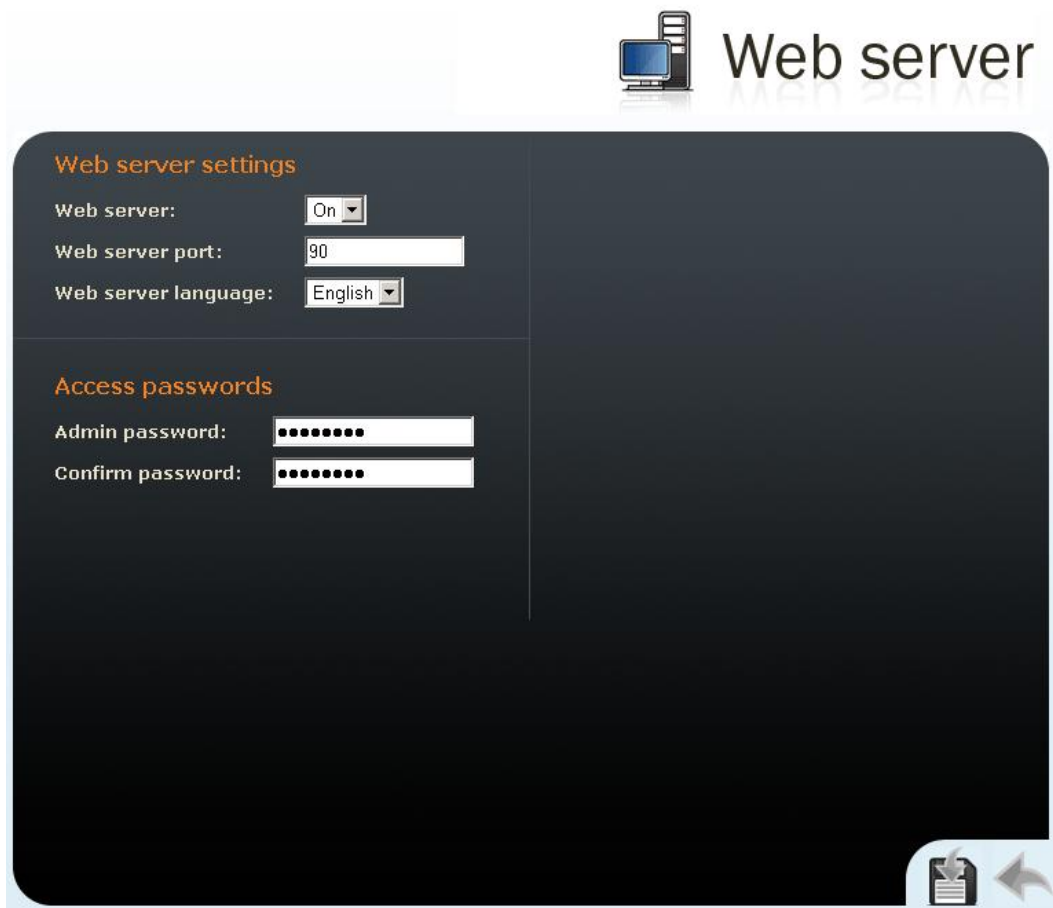 Web server
Web server settings
Web server: On
Web server port: 90
Web server language: English
Access passwords
Admin password: ●●●●●●●●
Confirm password: ●●●●●●●●